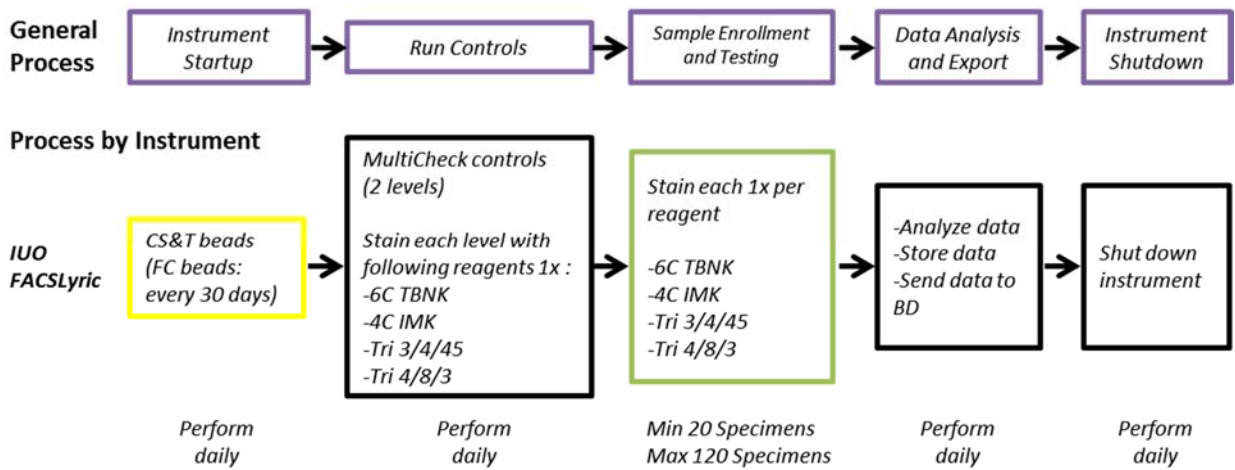 General
Process
Instrument
Startup
Run Controls
Sample Enrollment
and Testing
Data Analysis
and Export
Instrument
Shutdown
Process by Instrument
IUO
FACSLyric
CS&T beads
(FC beads:
every 30 days)
MultiCheck controls
(2 levels)
Stain each level with
following reagents 1x :
-6C TBNK
-4C IMK
-Tri 3/4/45
-Tri 4/8/3
Stain each 1x per
reagent
-6C TBNK
-4C IMK
-Tri 3/4/45
-Tri 4/8/3
-Analyze data
-Store data
-Send data to
BD
Shut down
instrument
Perform
daily
Perform
daily
Min 20 Specimens
Max 120 Specimens
Perform
daily
Perform
daily